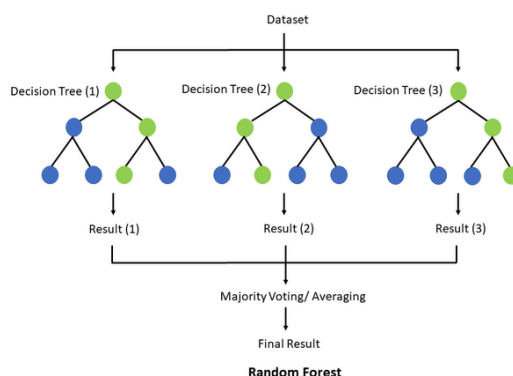 Dataset
Decision Tree (1)
Decision Tree (2)
Decision Tree (3)
Result (1)
Result (2)
Result (3)
Majority Voting/ Averaging
Final Result
Random Forest